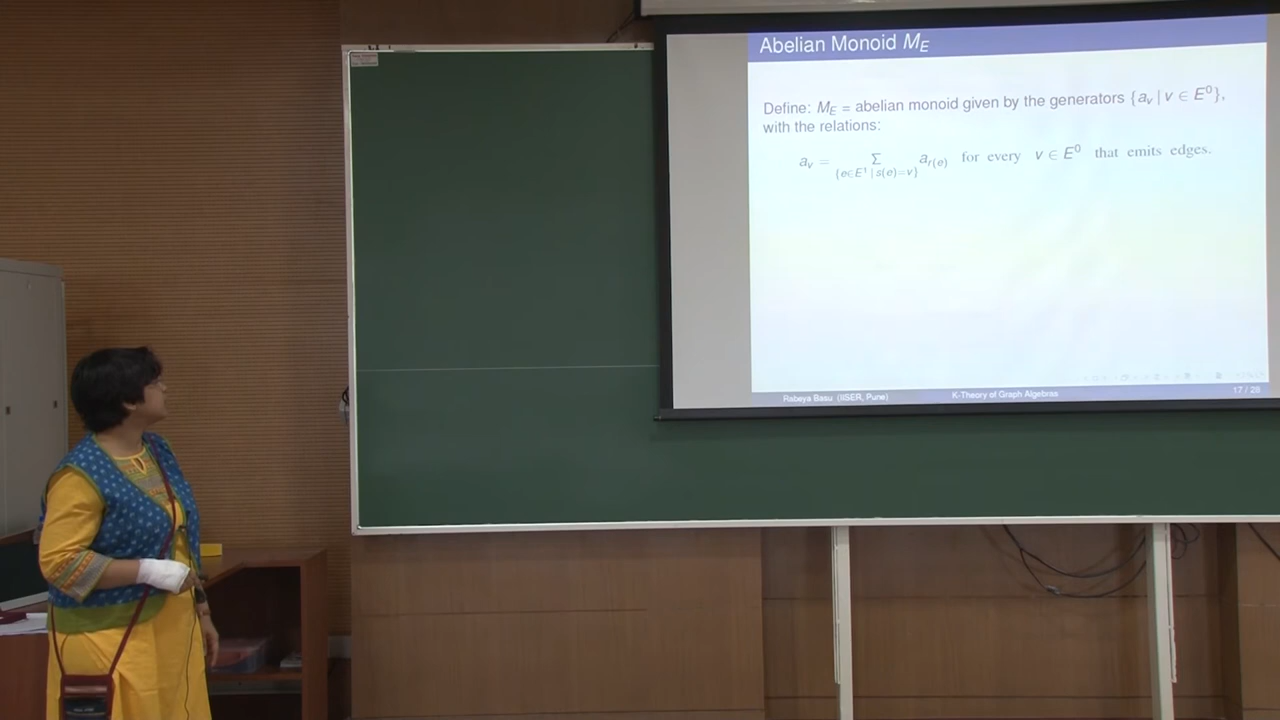 Abelian Monoid M_E
Define: M_E = abelian monoid given by the generators {a_v | v ∈ E^0},
with the relations:
a_v = Σ_{e∈E^1 | s(e)=v} a_r(e) for every v ∈ E^0 that emits edges.
Rabeya Basu (IISER, Pune) K-Theory of Graph Algebras 17 / 28